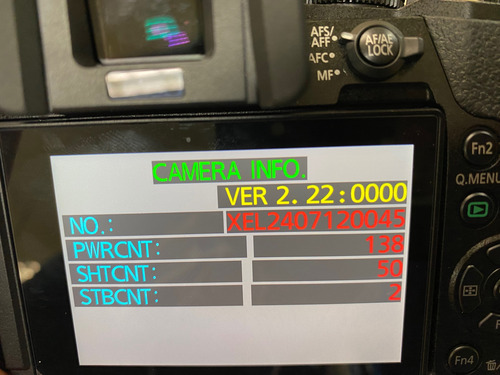 AFS/
AFF
AFC
MF
AF/AE
LOCK
Fn2
Q.MENU
CAMERA INFO.
VER 2. 22:0000
NO.: XEL2407120045
PWRCNT: 138
SHTCNT: 50
STBCNT: 2
Fn4